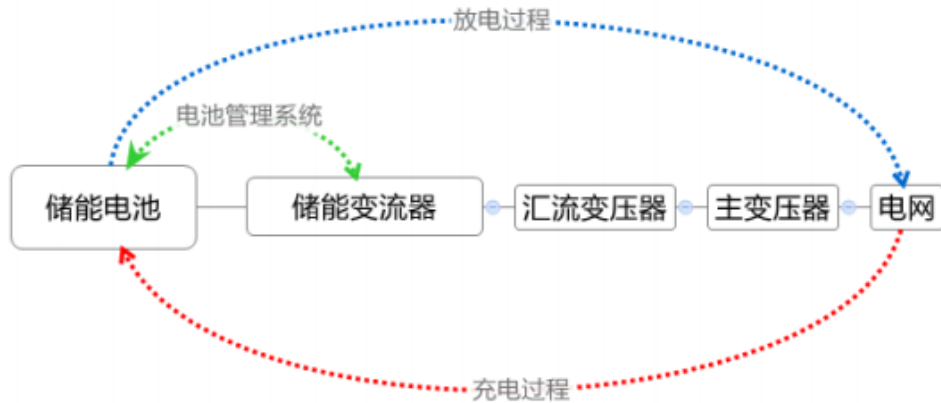 放电过程
电池管理系统
储能电池
储能变流器
汇流变压器
主变压器
电网
充电过程